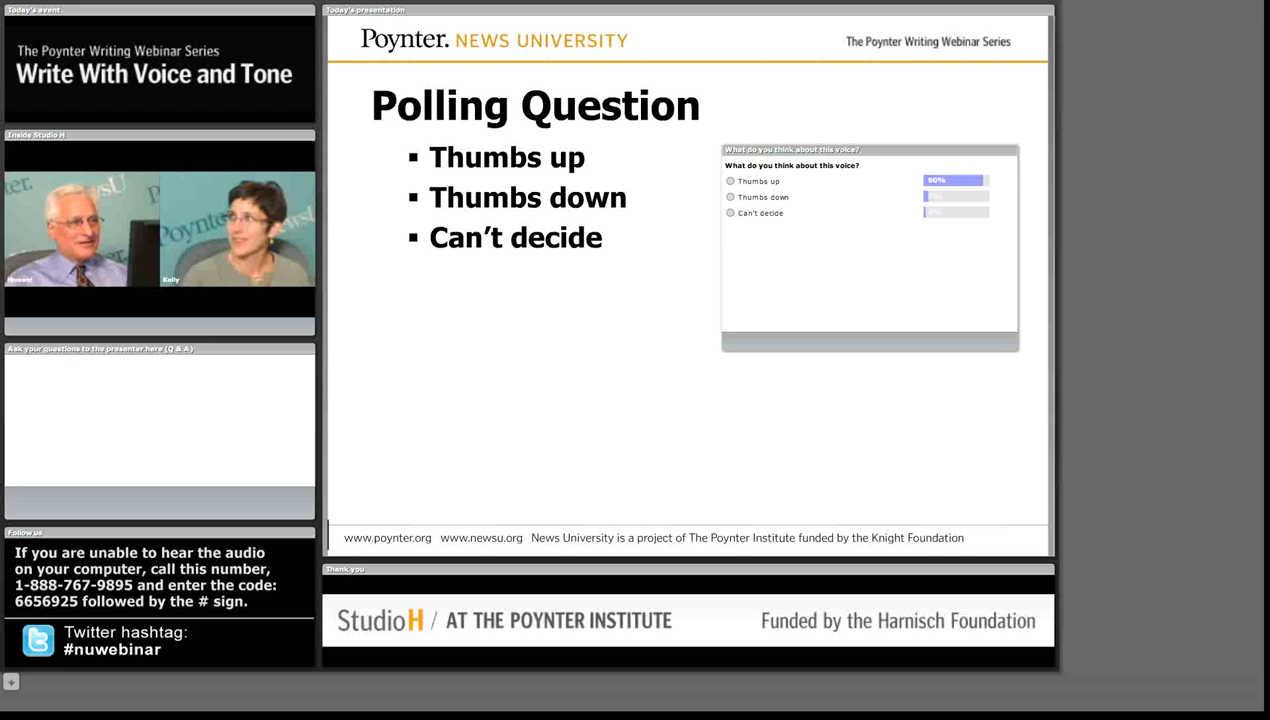 Today's event
The Poynter Writing Webinar Series
Write With Voice and Tone
Inside Studio H
Howard
Kelly
Ask your questions to the presenter here (Q & A)
Follow us
If you are unable to hear the audio
on your computer, call this number,
1-888-767-9895 and enter the code:
6656925 followed by the # sign.
Twitter hashtag:
#nuwebinar
Today's presentation
Poynter. NEWS UNIVERSITY
The Poynter Writing Webinar Series
Polling Question
▪ Thumbs up
▪ Thumbs down
▪ Can't decide
What do you think about this voice?
What do you think about this voice?
Thumbs up 90%
Thumbs down
Can't decide
www.poynter.org www.newsu.org News University is a project of The Poynter Institute funded by the Knight Foundation
Thank you
StudioH / AT THE POYNTER INSTITUTE
Funded by the Harnisch Foundation